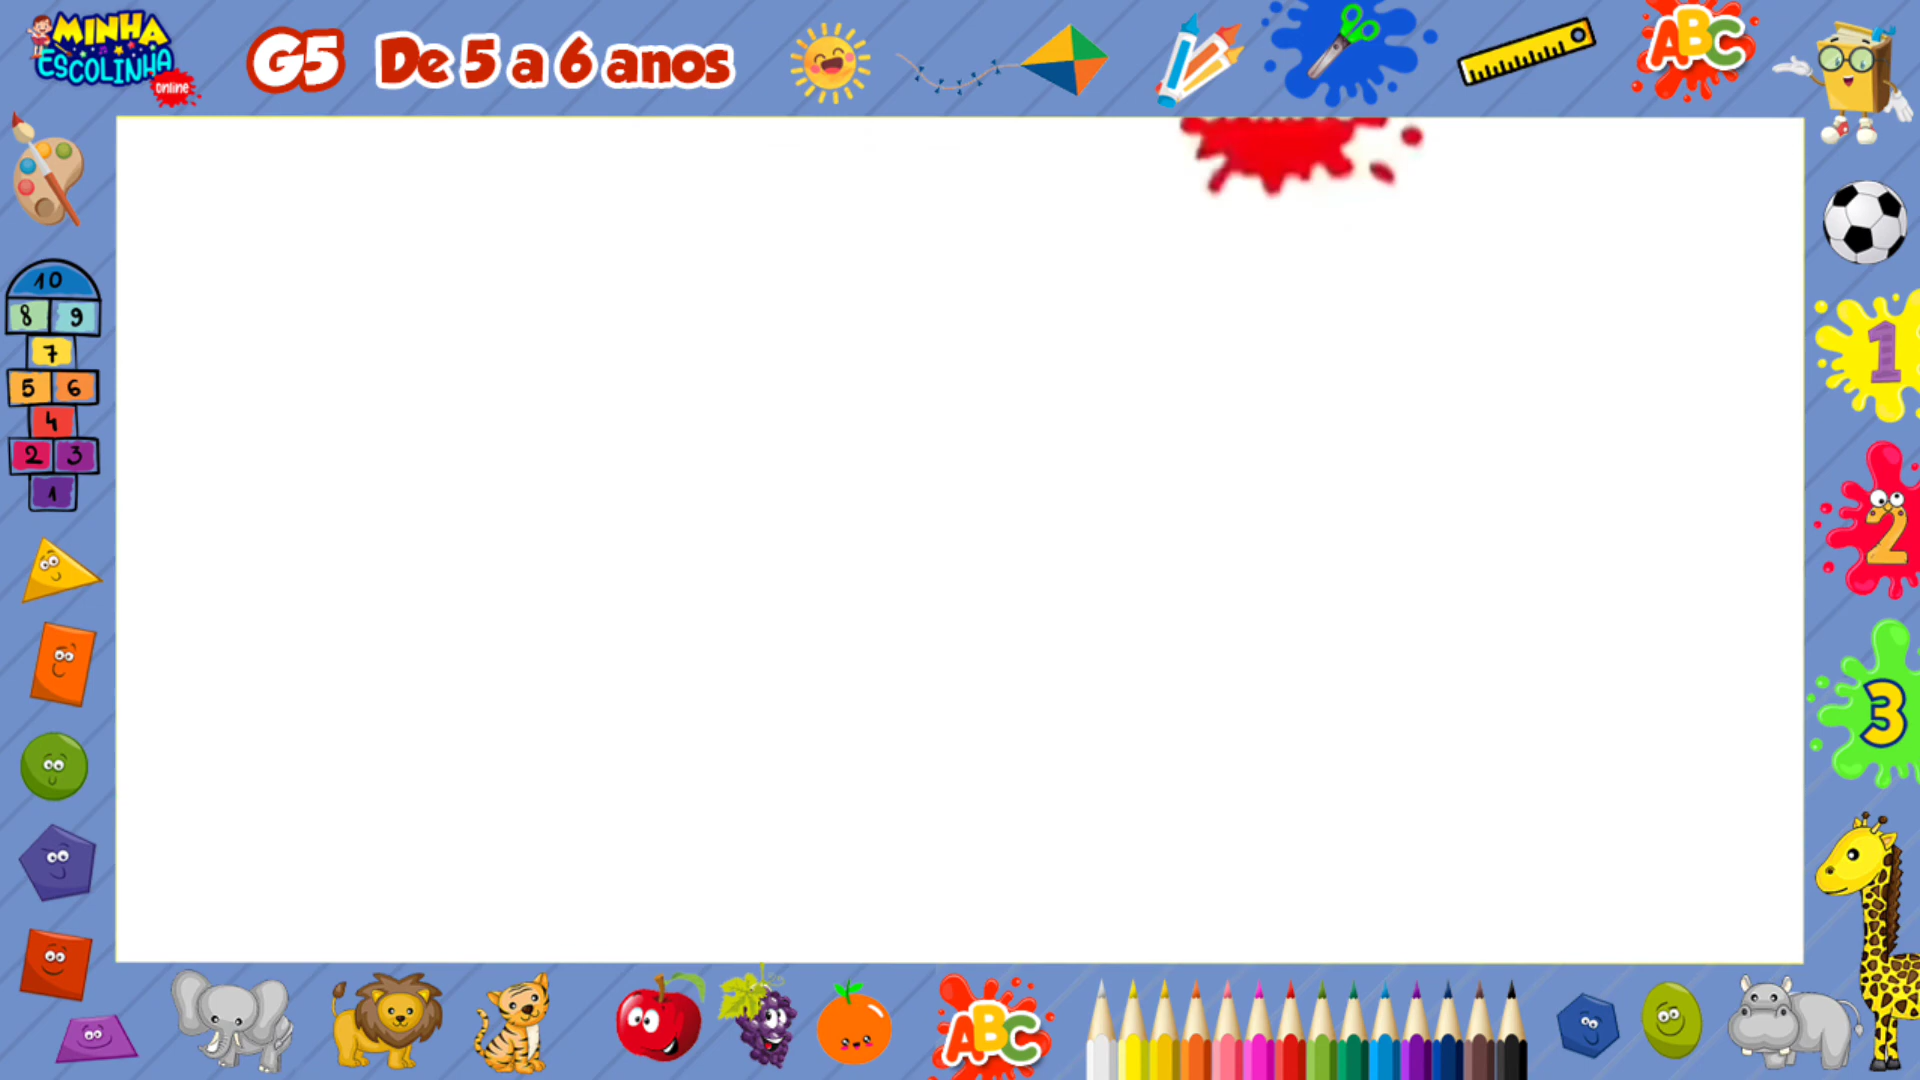 MINHA
ESCOLINHA
online
G5 De 5 a 6 anos
ABC
10
8 9
7
5 6
4
2 3
1
1
2
3
ABC